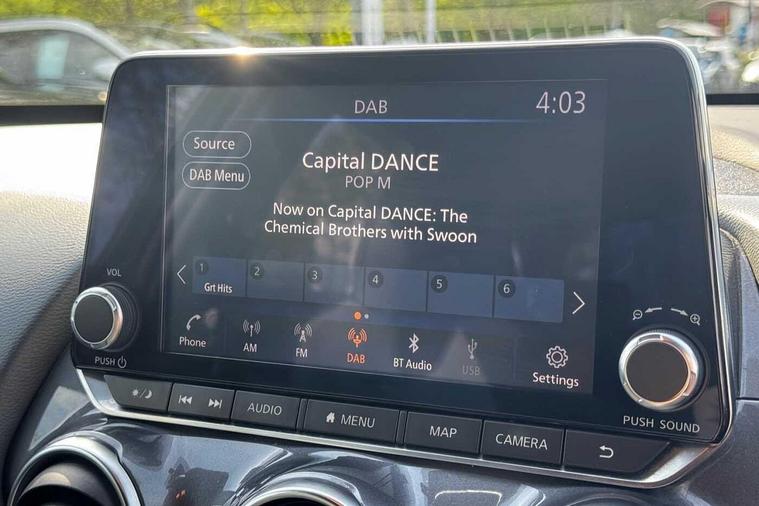 DAB
4:03
Source
DAB Menu
Capital DANCE
POP M
Now on Capital DANCE: The
Chemical Brothers with Swoon
1
Grt Hits
2
3
4
5
6
Phone
AM
FM
DAB
BT Audio
USB
Settings
VOL
PUSH
PUSH SOUND
AUDIO
MENU
MAP
CAMERA